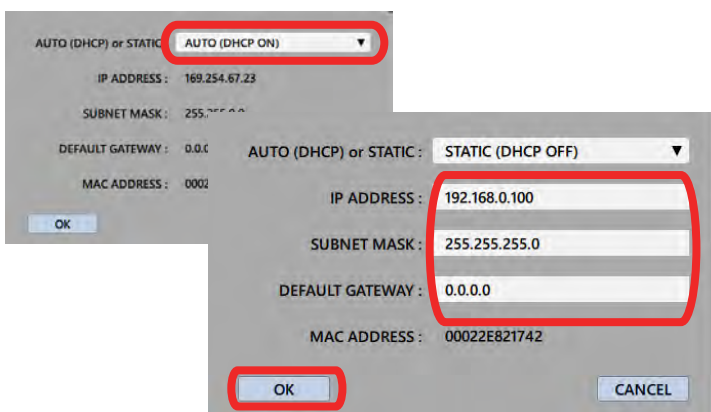 AUTO (DHCP) or STATIC AUTO (DHCP ON) ▼
IP ADDRESS : 169.254.67.23
SUBNET MASK :
DEFAULT GATEWAY :
MAC ADDRESS :
OK
AUTO (DHCP) or STATIC : STATIC (DHCP OFF) ▼
IP ADDRESS : 192.168.0.100
SUBNET MASK : 255.255.255.0
DEFAULT GATEWAY : 0.0.0.0
MAC ADDRESS : 00022E821742
OK CANCEL